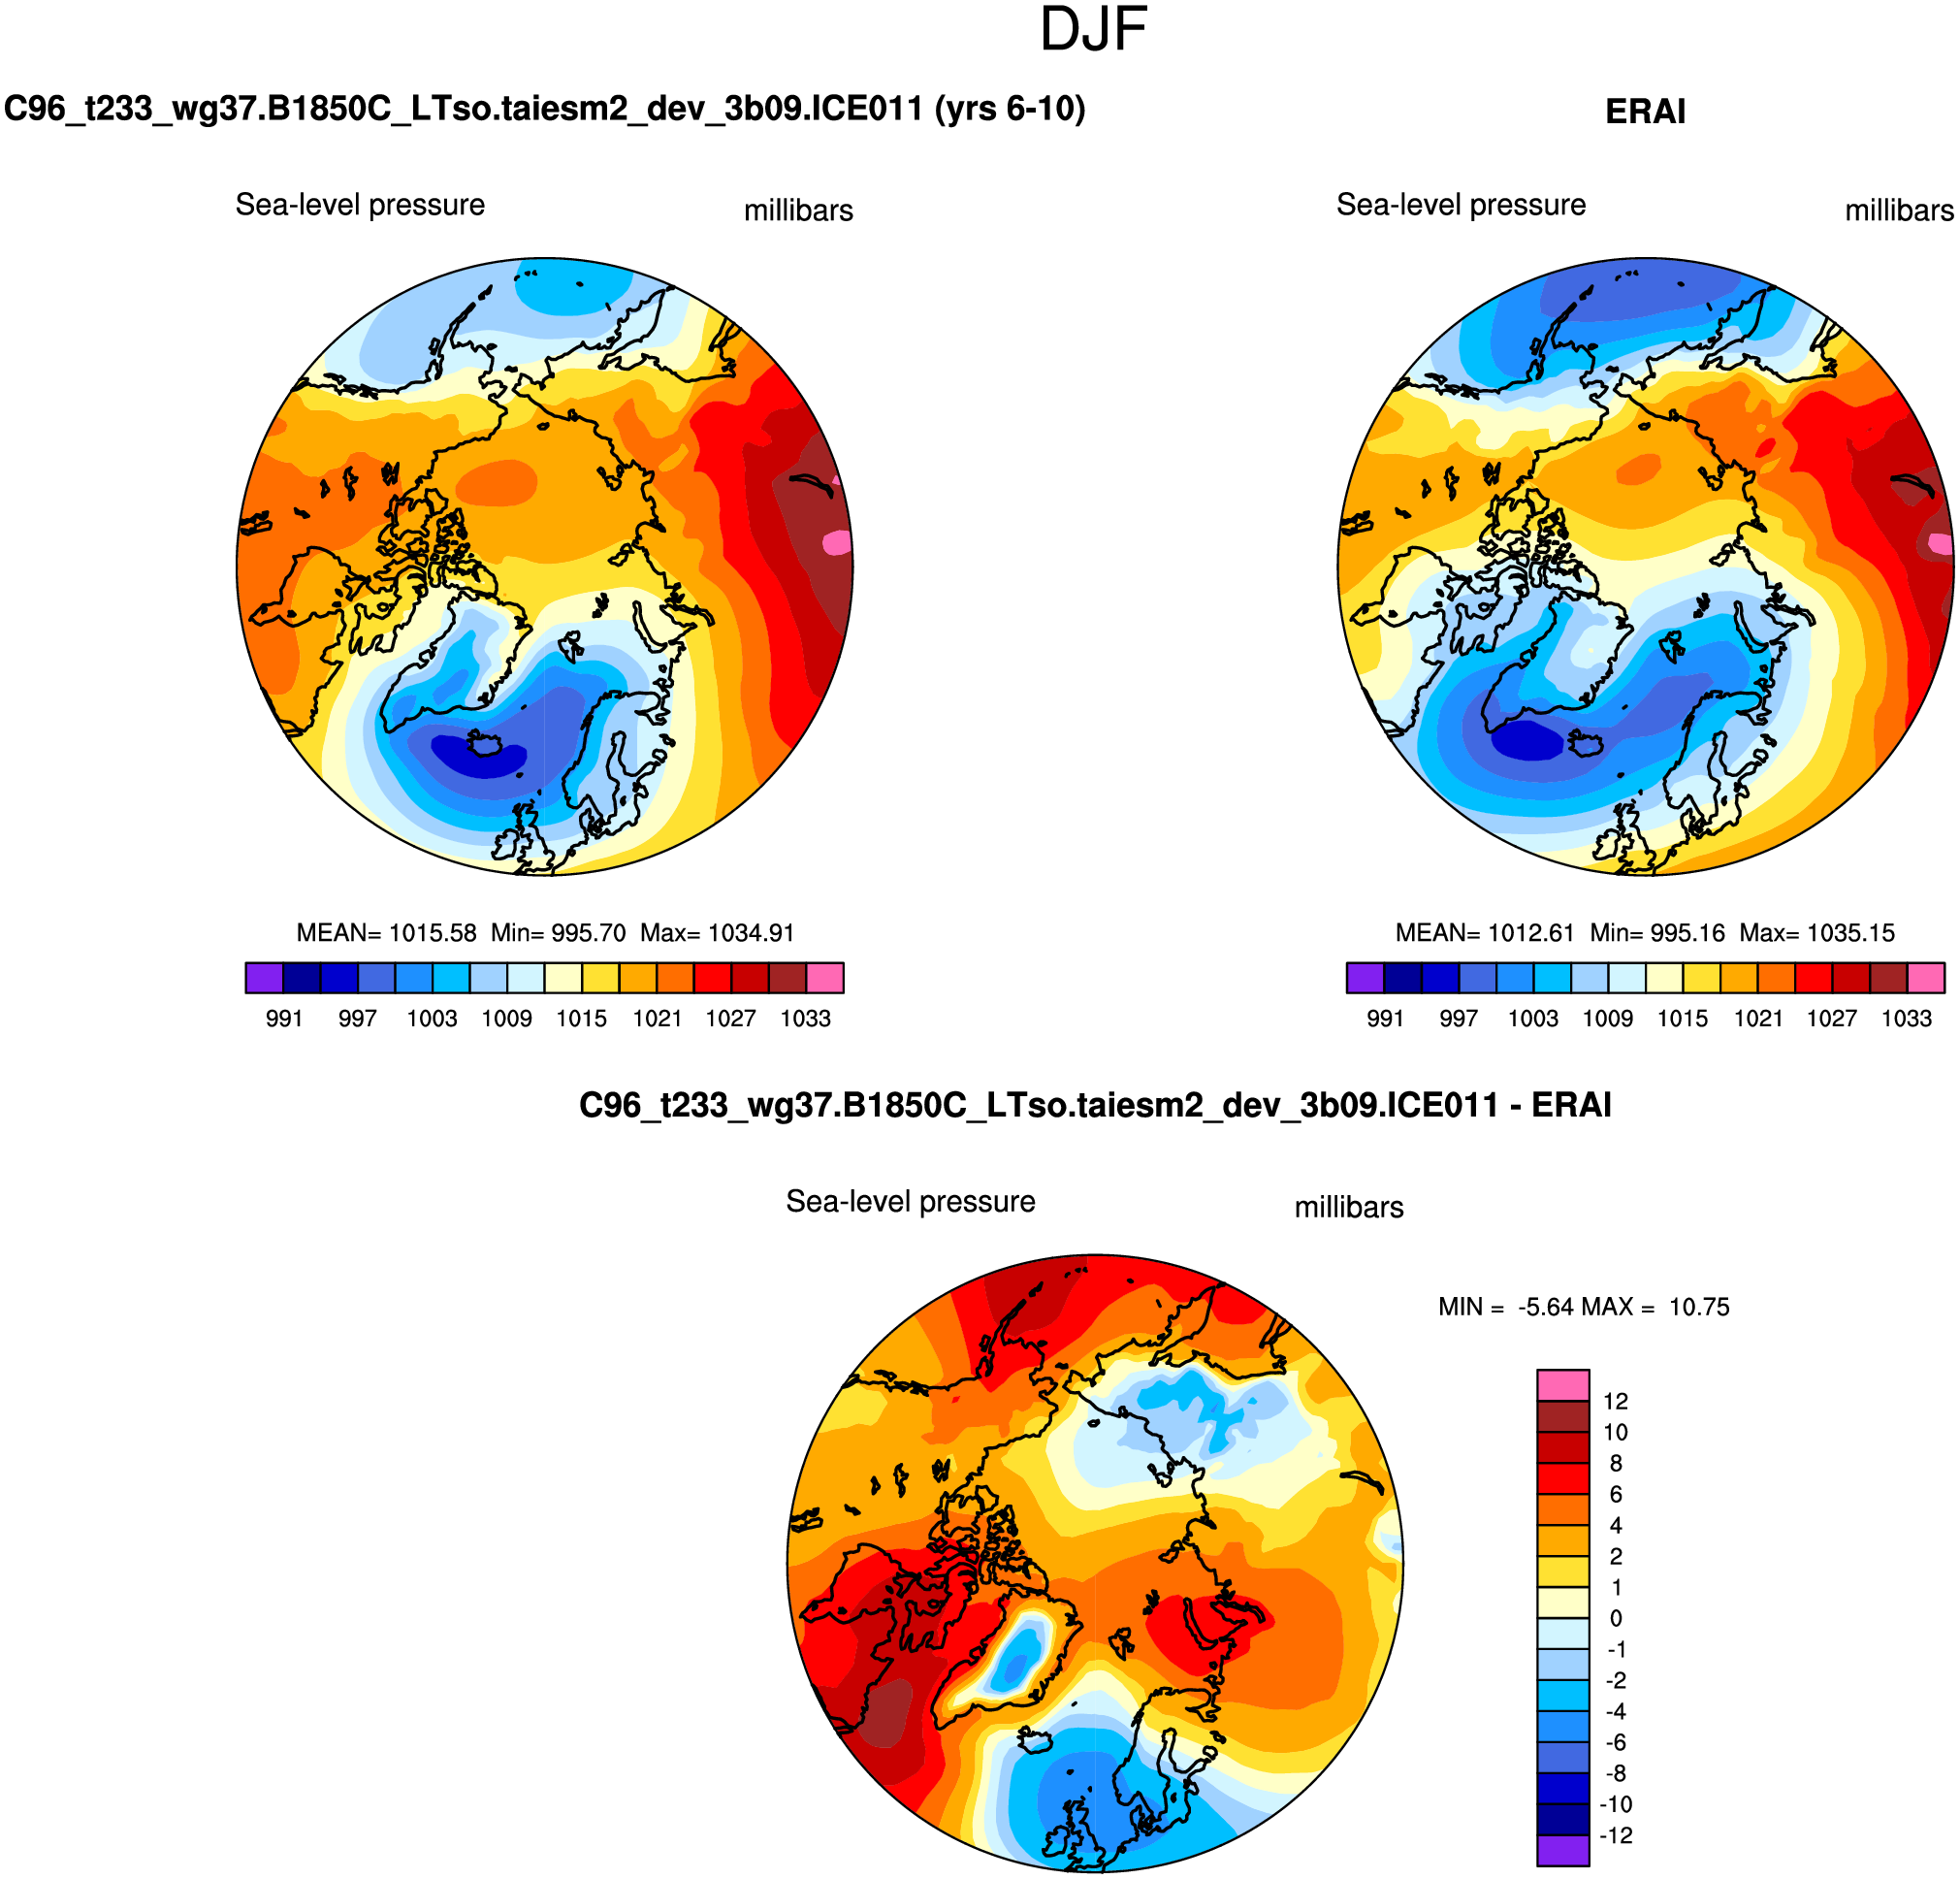 DJF
C96_t233_wg37.B1850C_LTso.taiesm2_dev_3b09.ICE011 (yrs 6-10)
ERAI
Sea-level pressure millibars
Sea-level pressure millibars
MEAN= 1015.58 Min= 995.70 Max= 1034.91
991 997 1003 1009 1015 1021 1027 1033
MEAN= 1012.61 Min= 995.16 Max= 1035.15
991 997 1003 1009 1015 1021 1027 1033
C96_t233_wg37.B1850C_LTso.taiesm2_dev_3b09.ICE011 - ERAI
Sea-level pressure millibars
MIN = -5.64 MAX = 10.75
12
10
8
6
4
2
1
0
-1
-2
-4
-6
-8
-10
-12